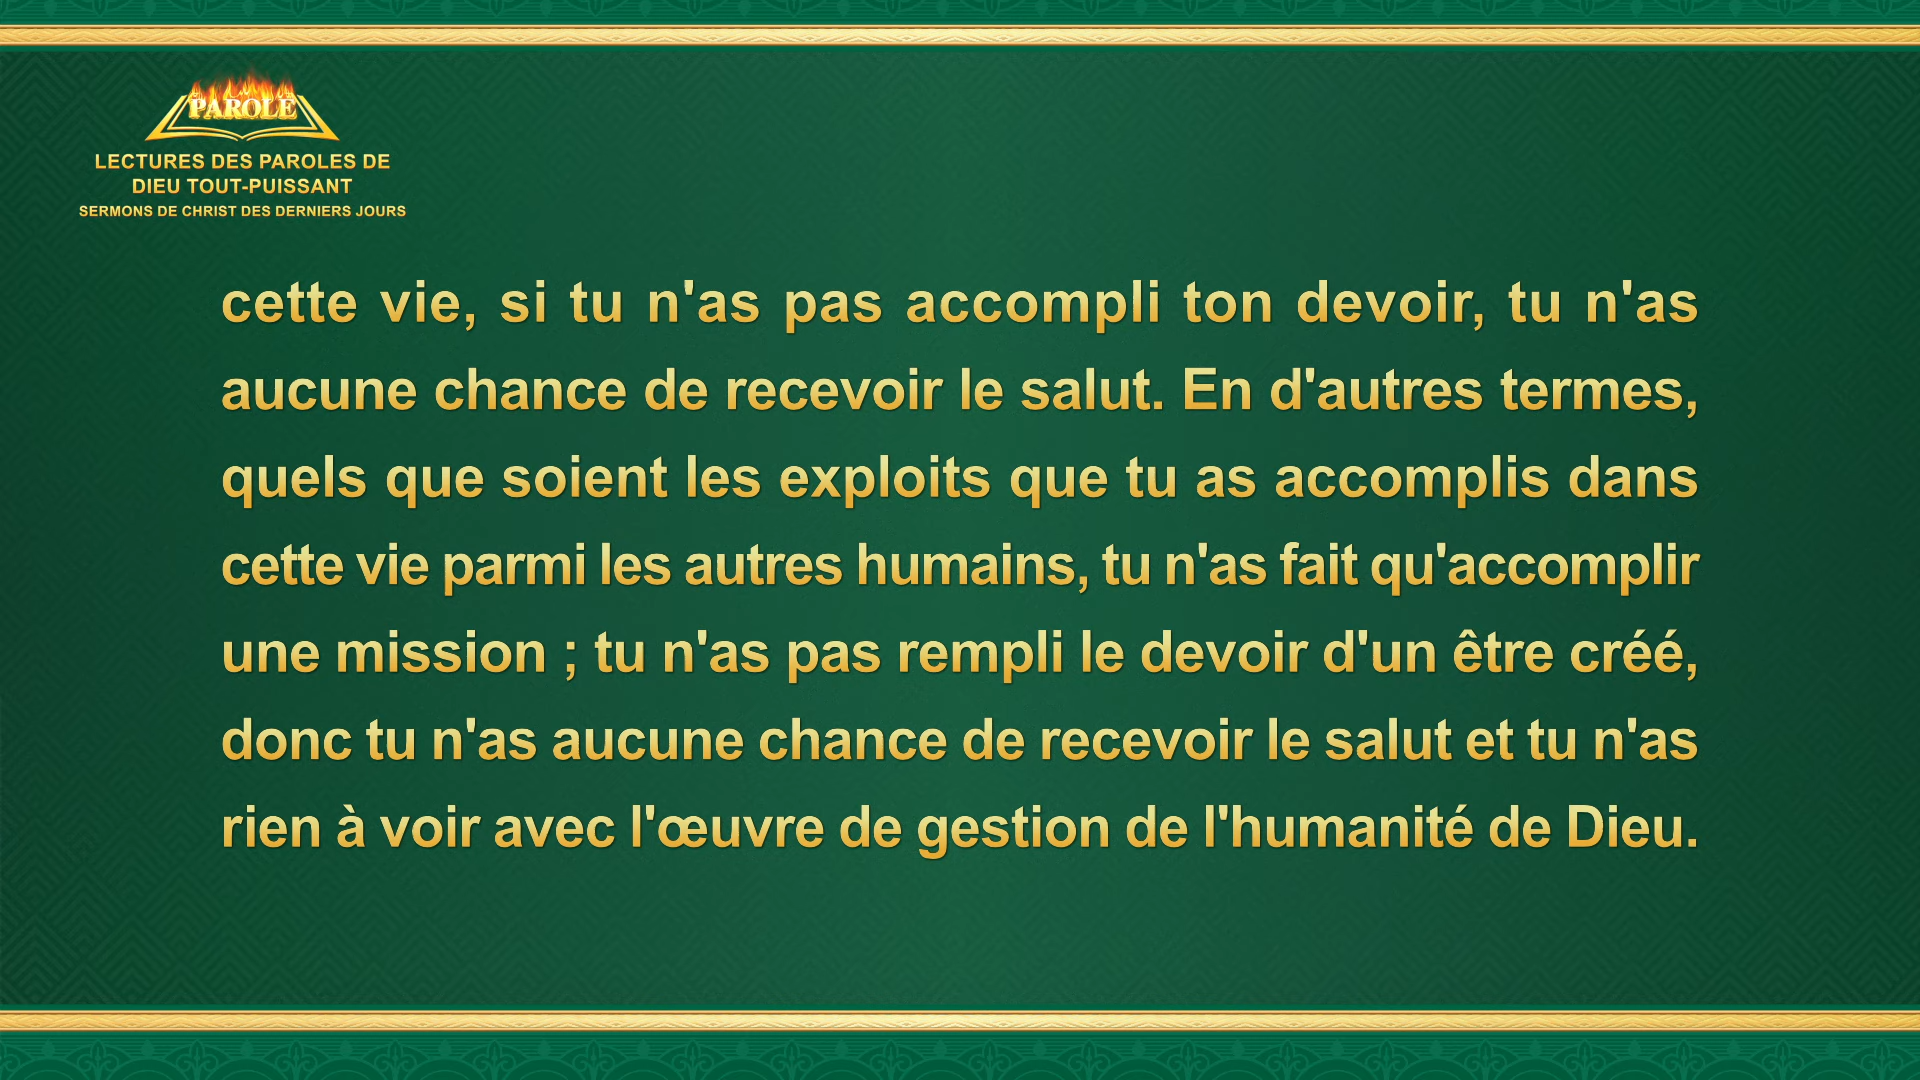 PAROLE
LECTURES DES PAROLES DE
DIEU TOUT-PUISSANT
SERMONS DE CHRIST DES DERNIERS JOURS
cette vie, si tu n'as pas accompli ton devoir, tu n'as
aucune chance de recevoir le salut. En d'autres termes,
quels que soient les exploits que tu as accomplis dans
cette vie parmi les autres humains, tu n'as fait qu'accomplir
une mission ; tu n'as pas rempli le devoir d'un être créé,
donc tu n'as aucune chance de recevoir le salut et tu n'as
rien à voir avec l'œuvre de gestion de l'humanité de Dieu.